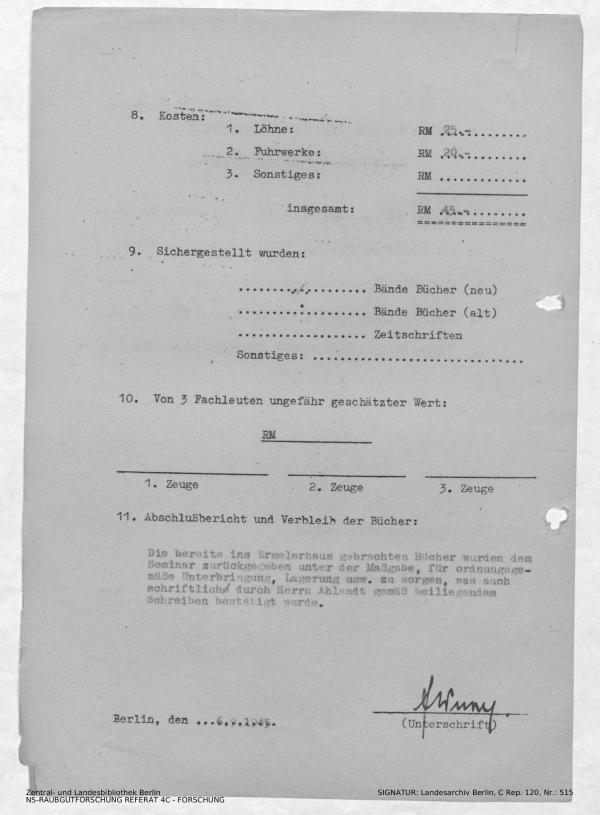 8. Kosten:
1. Löhne: RM .25.-.........
2. Fuhrwerke: RM .20.-.........
3. Sonstiges: RM .............
insgesamt: RM .45.-.........
9. Sichergestellt wurden:
................... Bände Bücher (neu)
................... Bände Bücher (alt)
................... Zeitschriften
Sonstiges: ...............................
10. Von 3 Fachleuten ungefähr geschätzter Wert:
RM
1. Zeuge 2. Zeuge 3. Zeuge
11. Abschlußbericht und Verbleib der Bücher:
Die bereits ins Ermelerhaus gebrachten Bücher wurden dem
Seminar zurückgegeben unter der Maßgabe, für ordnungsge-
mäße Unterbringung, Lagerung usw. zu sorgen, was auch
schriftlich durch Herrn Ahlandt gemäß beiliegendem
Schreiben bestätigt wurde.
Berlin, den ...6.9.1945.
(Unterschrift)
Zentral- und Landesbibliothek Berlin
NS-RAUBGUTFORSCHUNG REFERAT 4C - FORSCHUNG
SIGNATUR: Landesarchiv Berlin, C Rep. 120, Nr.: 515